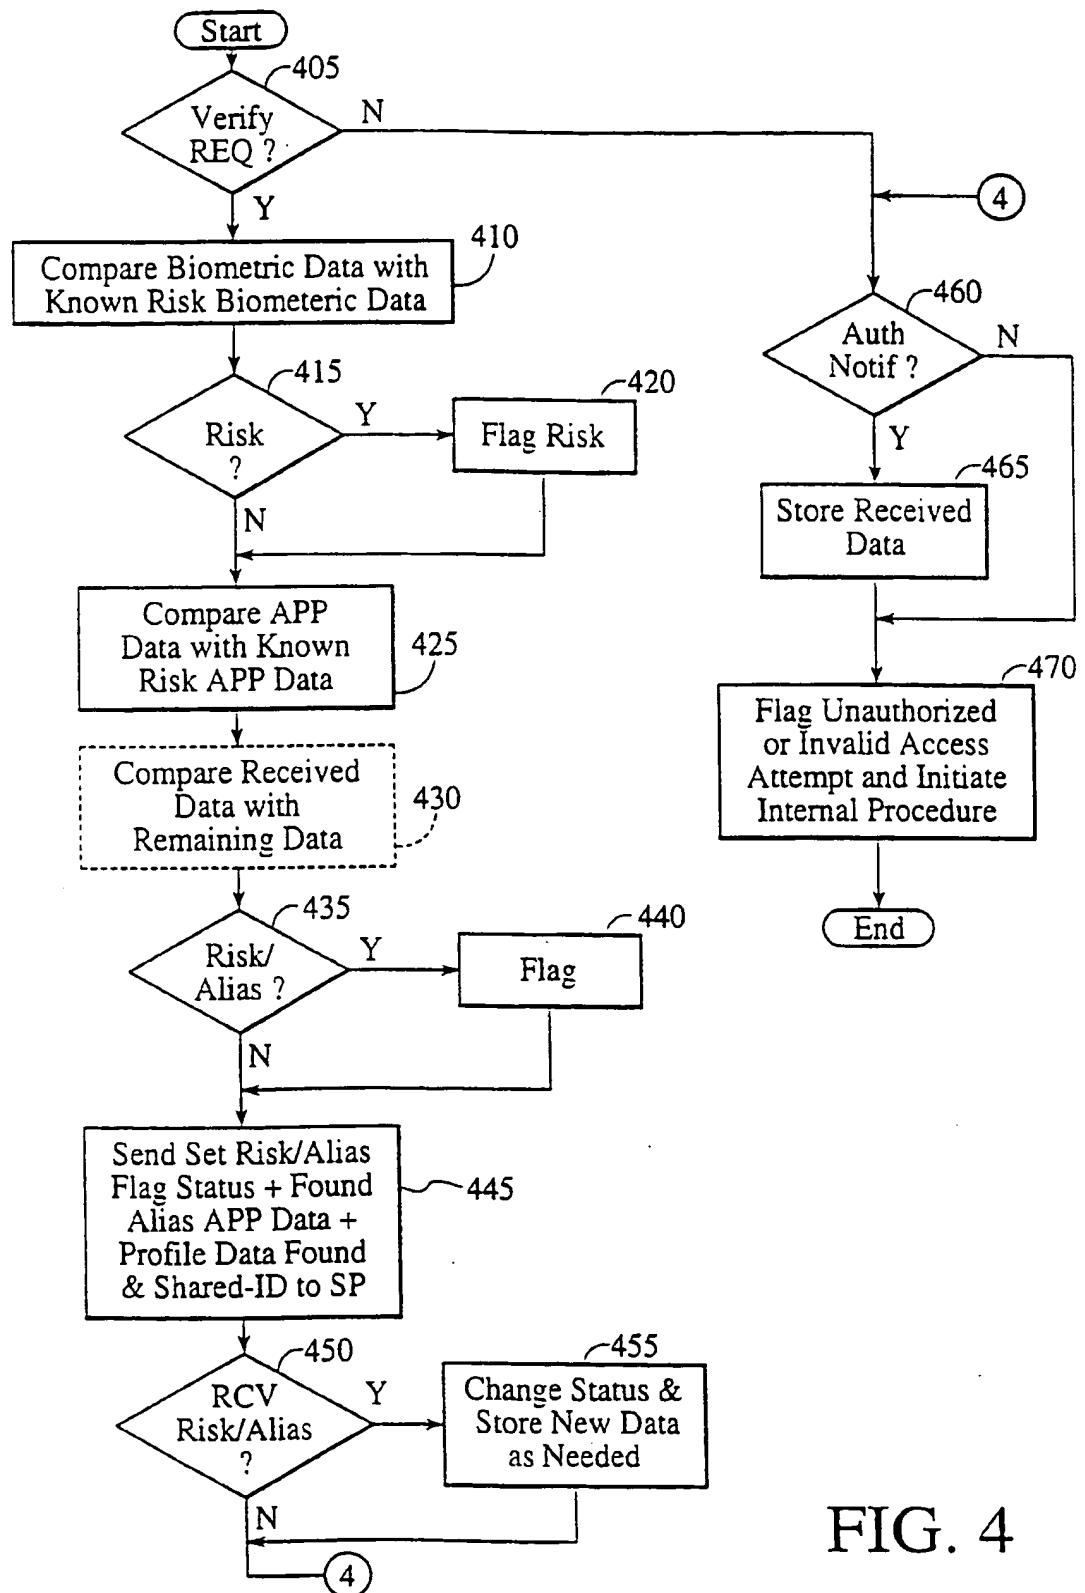 Start
405
Verify
REQ ?
N
Y
4
410
Compare Biometric Data with
Known Risk Biometeric Data
415
Risk
?
Y
N
420
Flag Risk
460
Auth
Notif ?
N
Y
465
Store Received
Data
Compare APP
Data with Known
Risk APP Data
425
470
Flag Unauthorized
or Invalid Access
Attempt and Initiate
Internal Procedure
Compare Received
Data with
Remaining Data
430
End
435
Risk/
Alias ?
Y
N
440
Flag
Send Set Risk/Alias
Flag Status + Found
Alias APP Data +
Profile Data Found
& Shared-ID to SP
445
450
RCV
Risk/Alias
?
Y
N
455
Change Status &
Store New Data
as Needed
4
FIG. 4